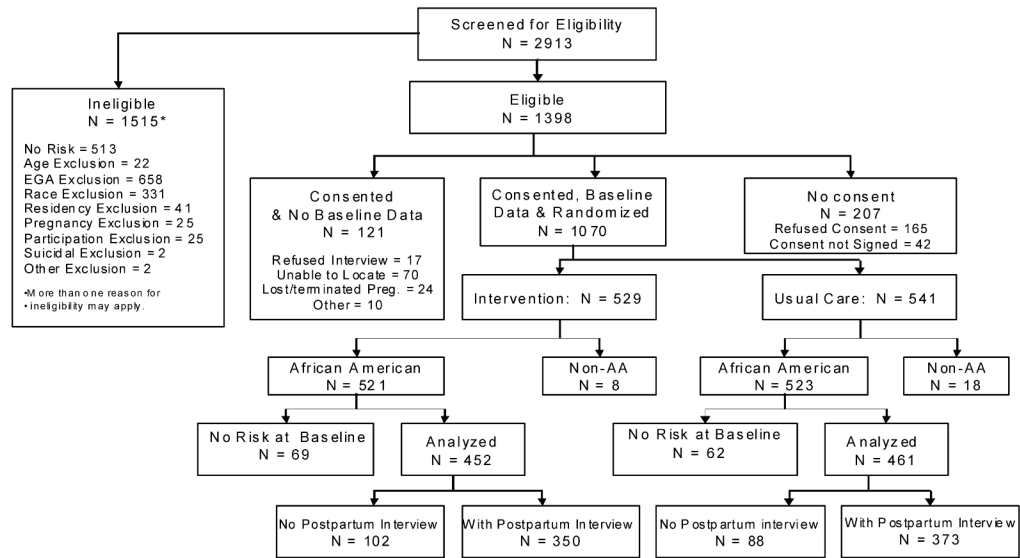 Screened for Eligibility
N = 2913
Ineligible
N = 1515*
No Risk = 513
Age Exclusion = 22
EGA Exclusion = 658
Race Exclusion = 331
Residency Exclusion = 41
Pregnancy Exclusion = 25
Participation Exclusion = 25
Suicidal Exclusion = 2
Other Exclusion = 2
•More than one reason for
• ineligibility may apply.
Eligible
N = 1398
Consented
& No Baseline Data
N = 121
Refused Interview = 17
Unable to Locate = 70
Lost/terminated Preg. = 24
Other = 10
Consented, Baseline
Data & Randomized
N = 1070
No consent
N = 207
Refused Consent = 165
Consent not Signed = 42
Intervention: N = 529
Usual Care: N = 541
African American
N = 521
Non-AA
N = 8
African American
N = 523
Non-AA
N = 18
No Risk at Baseline
N = 69
Analyzed
N = 452
No Risk at Baseline
N = 62
Analyzed
N = 461
No Postpartum Interview
N = 102
With Postpartum Interview
N = 350
No Postpartum interview
N = 88
With Postpartum Interview
N = 373